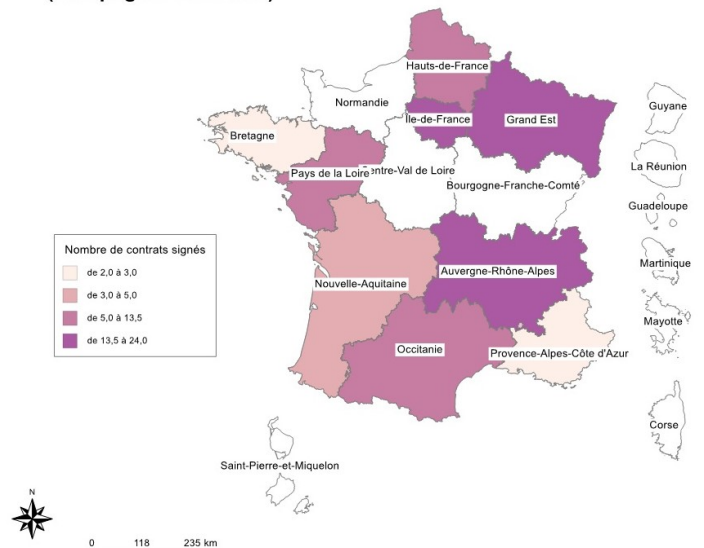 Hauts-de-France
Normandie
Île-de-France
Grand Est
Guyane
Bretagne
Pays de la Loire
entre-Val de Loire
Bourgogne-Franche-Comté
La Réunion
Guadeloupe
Nombre de contrats signés
de 2,0 à 3,0
de 3,0 à 5,0
de 5,0 à 13,5
de 13,5 à 24,0
Nouvelle-Aquitaine
Auvergne-Rhône-Alpes
Martinique
Mayotte
Occitanie
Provence-Alpes-Côte d'Azur
Corse
Saint-Pierre-et-Miquelon
N
0 118 235 km